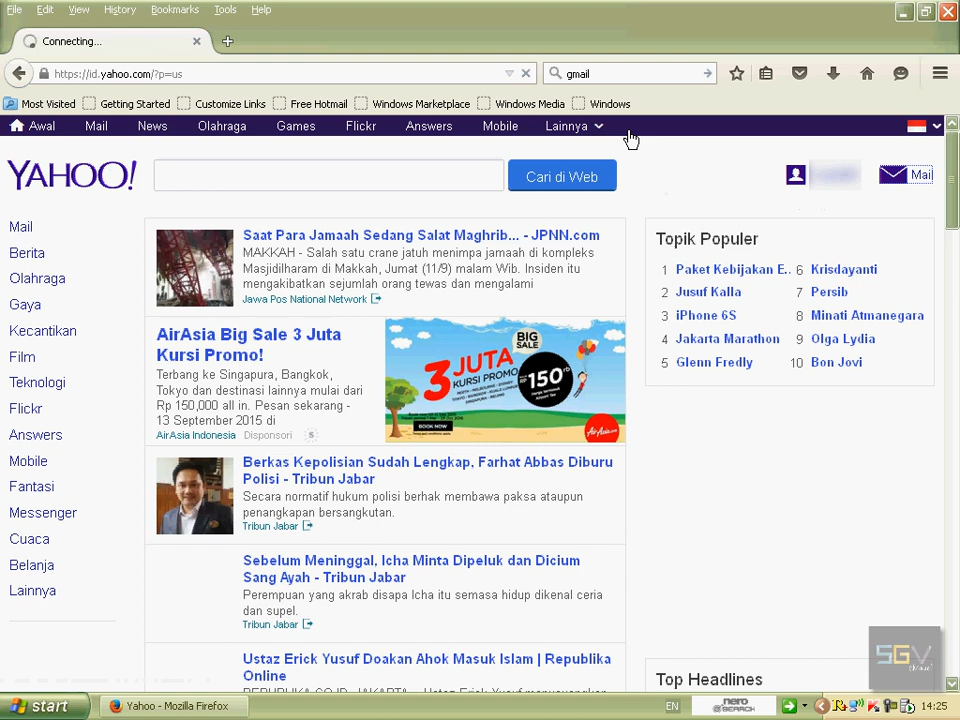 File Edit View History Bookmarks Tools Help
Connecting...
https://id.yahoo.com/?p=us
gmail
Most Visited Getting Started Customize Links Free Hotmail Windows Marketplace Windows Media Windows
Awal Mail News Olahraga Games Flickr Answers Mobile Lainnya
YAHOO!
Cari di Web
Mail
Mail
Berita
Olahraga
Gaya
Kecantikan
Film
Teknologi
Flickr
Answers
Mobile
Fantasi
Messenger
Cuaca
Belanja
Lainnya
Saat Para Jamaah Sedang Salat Maghrib... - JPNN.com
MAKKAH - Salah satu crane jatuh menimpa jamaah di kompleks
Masjidilharam di Makkah, Jumat (11/9) malam Wib. Insiden itu
mengakibatkan sejumlah orang tewas dan mengalami
Jawa Pos National Network
AirAsia Big Sale 3 Juta
Kursi Promo!
Terbang ke Singapura, Bangkok,
Tokyo dan destinasi lainnya mulai dari
Rp 150,000 all in. Pesan sekarang -
13 September 2015 di
AirAsia Indonesia Disponsori S
BIG
SALE
3 JUTA
KURSI PROMO
Rp 150rb
BOOK NOW
AirAsia.com
Berkas Kepolisian Sudah Lengkap, Farhat Abbas Diburu
Polisi - Tribun Jabar
Secara normatif hukum polisi berhak membawa paksa ataupun
penangkapan bersangkutan.
Tribun Jabar
Sebelum Meninggal, Icha Minta Dipeluk dan Dicium
Sang Ayah - Tribun Jabar
Perempuan yang akrab disapa Icha itu semasa hidup dikenal ceria
dan supel.
Tribun Jabar
Ustaz Erick Yusuf Doakan Ahok Masuk Islam | Republika
Online
Topik Populer
1 Paket Kebijakan E..
2 Jusuf Kalla
3 iPhone 6S
4 Jakarta Marathon
5 Glenn Fredly
6 Krisdayanti
7 Persib
8 Minati Atmanegara
9 Olga Lydia
10 Bon Jovi
Top Headlines
SGV
start
Yahoo - Mozilla Firefox
EN
nero
SEARCH
14:25